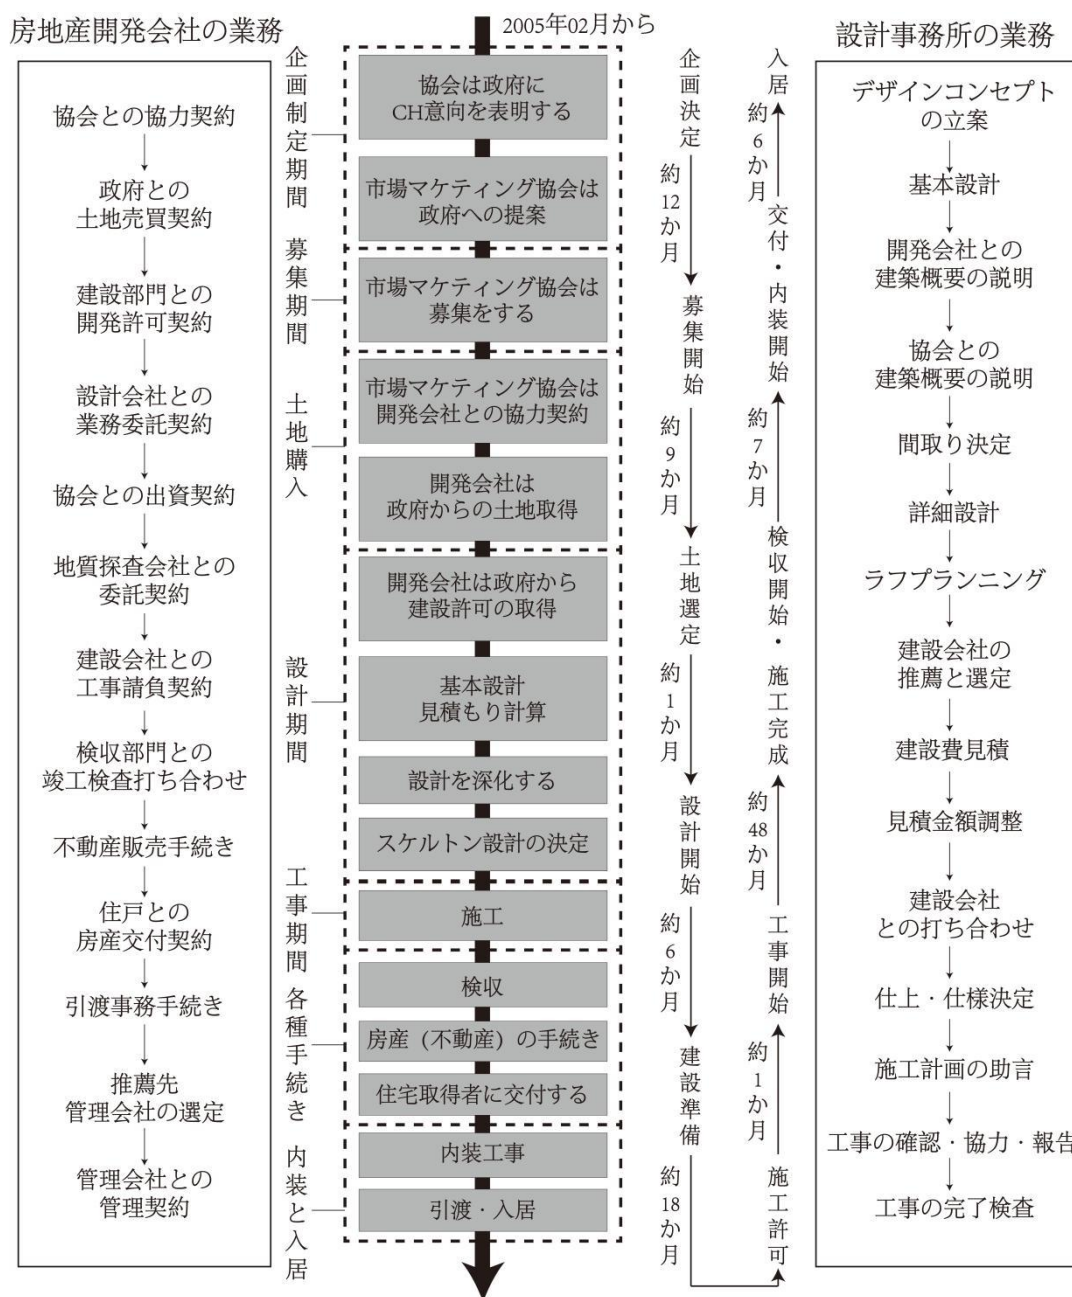 房地産開発会社の業務
協会との協力契約
政府との
土地売買契約
建設部門との
開発許可契約
設計会社との
業務委託契約
協会との出資契約
地質探査会社との
委託契約
建設会社との
工事請負契約
検収部門との
竣工検査打ち合わせ
不動産販売手続き
住戸との
房産交付契約
引渡事務手続き
推薦先
管理会社の選定
管理会社との
管理契約
企画制定期間
募集期間
土地購入
設計期間
工事期間
各種手続き
内装と入居
2005年02月から
協会は政府に
CH意向を表明する
市場マケティング協会は
政府への提案
市場マケティング協会は
募集をする
市場マケティング協会は
開発会社との協力契約
開発会社は
政府からの土地取得
開発会社は政府から
建設許可の取得
基本設計
見積もり計算
設計を深化する
スケルトン設計の決定
施工
検収
房産（不動産）の手続き
住宅取得者に交付する
内装工事
引渡・入居
企画決定
約12か月
募集開始
約9か月
土地選定
約1か月
設計開始
約6か月
建設準備
約18か月
施工許可
約1か月
工事開始
約48か月
検収開始・施工完成
約7か月
交付・内装開始
約6か月
入居
設計事務所の業務
デザインコンセプト
の立案
基本設計
開発会社との
建築概要の説明
協会との
建築概要の説明
間取り決定
詳細設計
ラフプランニング
建設会社の
推薦と選定
建設費見積
見積金額調整
建設会社
との打ち合わせ
仕上・仕様決定
施工計画の助言
工事の確認・協力・報告
工事の完了検査